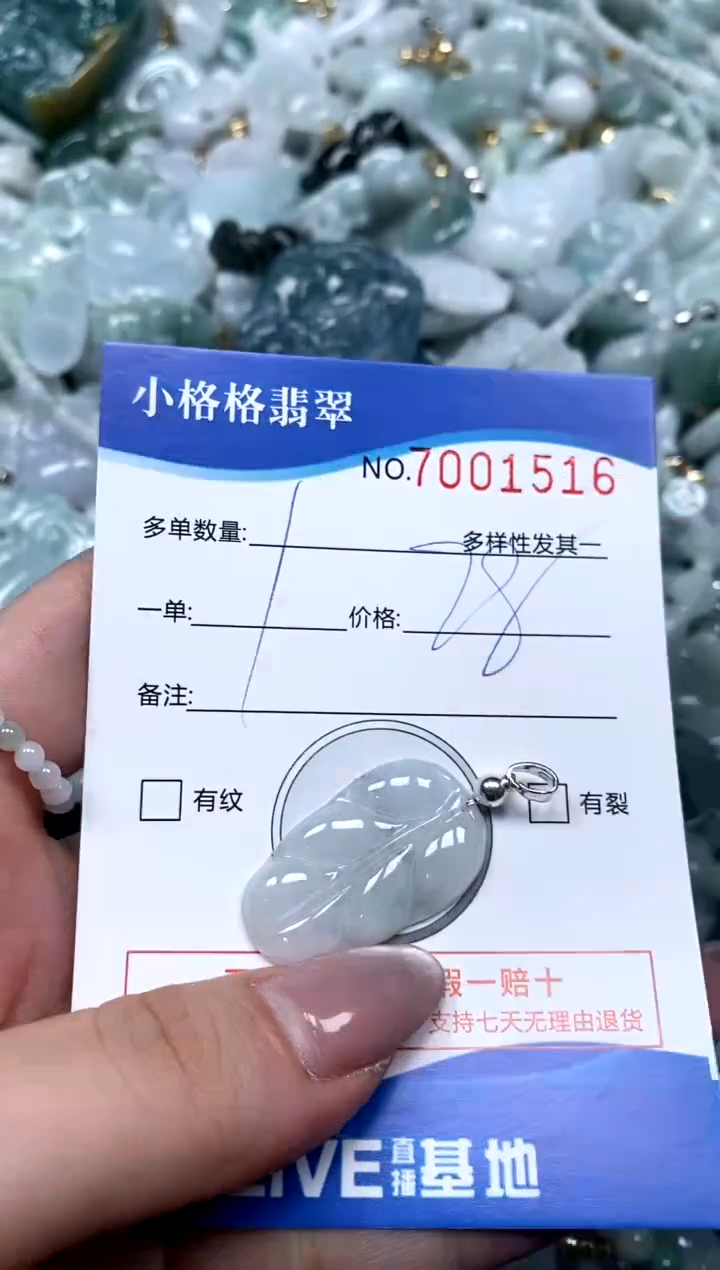 小格格翡翠
NO.7001516
多单数量: 多样性发其一
一单: 价格: 28
备注:
有纹 有裂
假一赔十
支持七天无理由退货
LIVE直播基地